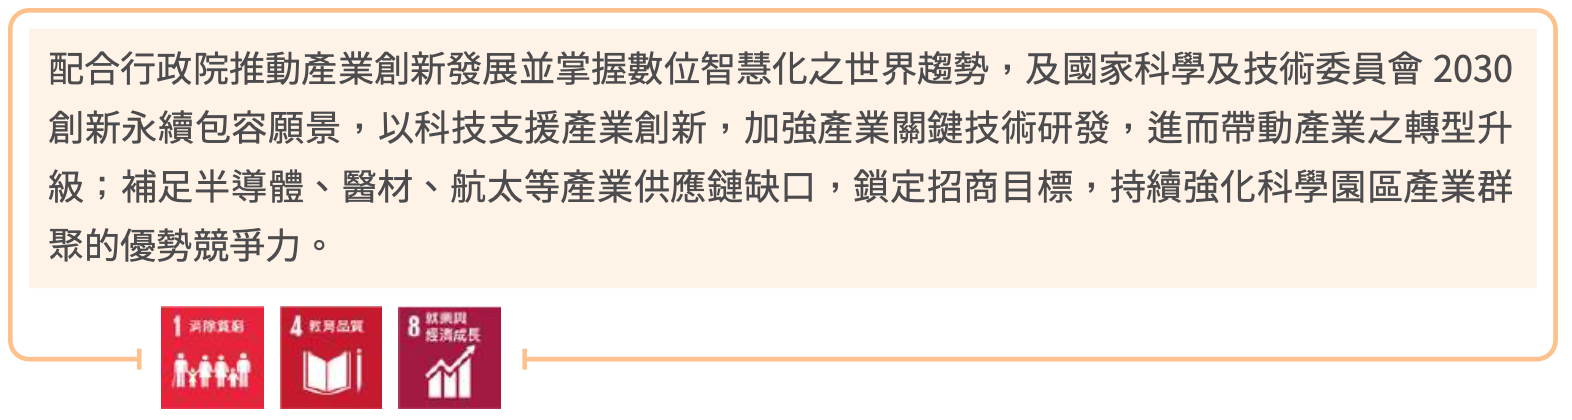 配合行政院推動產業創新發展並掌握數位智慧化之世界趨勢，及國家科學及技術委員會 2030
創新永續包容願景，以科技支援產業創新，加強產業關鍵技術研發，進而帶動產業之轉型升
級；補足半導體、醫材、航太等產業供應鏈缺口，鎖定招商目標，持續強化科學園區產業群
聚的優勢競爭力。
1 消除貧窮
4 教育品質
8 就業與
經濟成長